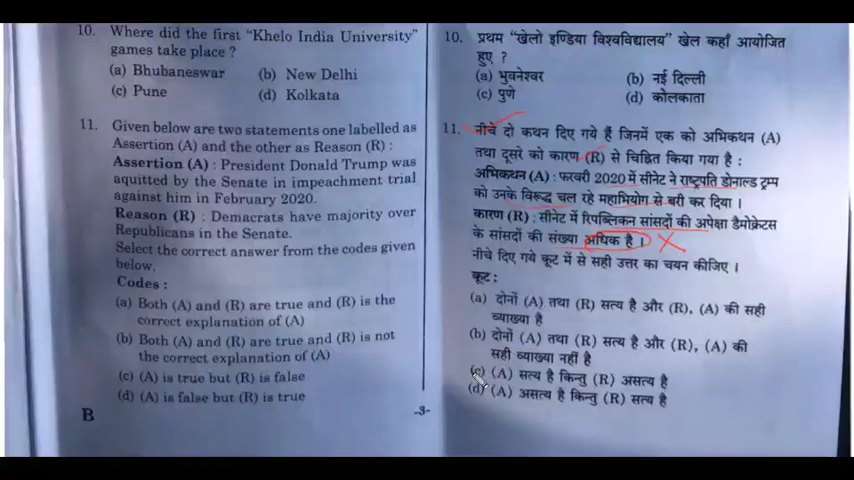 10. Where did the first "Khelo India University"
games take place ?
(a) Bhubaneswar (b) New Delhi
(c) Pune (d) Kolkata
11. Given below are two statements one labelled as
Assertion (A) and the other as Reason (R) :
Assertion (A) : President Donald Trump was
aquitted by the Senate in impeachment trial
against him in February 2020.
Reason (R) : Demacrats have majority over
Republicans in the Senate.
Select the correct answer from the codes given
below.
Codes :
(a) Both (A) and (R) are true and (R) is the
correct explanation of (A)
(b) Both (A) and (R) are true and (R) is not
the correct explanation of (A)
(c) (A) is true but (R) is false
(d) (A) is false but (R) is true
B
-3-
10. प्रथम "खेलो इण्डिया विश्वविद्यालय" खेल कहाँ आयोजित
हुए ?
(a) भुवनेश्वर (b) नई दिल्ली
(c) पुणे (d) कोलकाता
11. नीचे दो कथन दिए गये हैं जिनमें एक को अभिकथन (A)
तथा दूसरे को कारण (R) से चिह्नित किया गया है :
अभिकथन (A) : फरवरी 2020 में सीनेट ने राष्ट्रपति डोनाल्ड ट्रम्प
को उनके विरूद्ध चल रहे महाभियोग से बरी कर दिया ।
कारण (R) : सीनेट में रिपब्लिकन सांसदों की अपेक्षा डैमोक्रेटस
के सांसदों की संख्या अधिक है ।
नीचे दिए गये कूट में से सही उत्तर का चयन कीजिए ।
कूट :
(a) दोनों (A) तथा (R) सत्य है और (R), (A) की सही
व्याख्या है
(b) दोनों (A) तथा (R) सत्य है और (R), (A) की
सही व्याख्या नहीं है
(c) (A) सत्य है किन्तु (R) असत्य है
(d) (A) असत्य है किन्तु (R) सत्य है